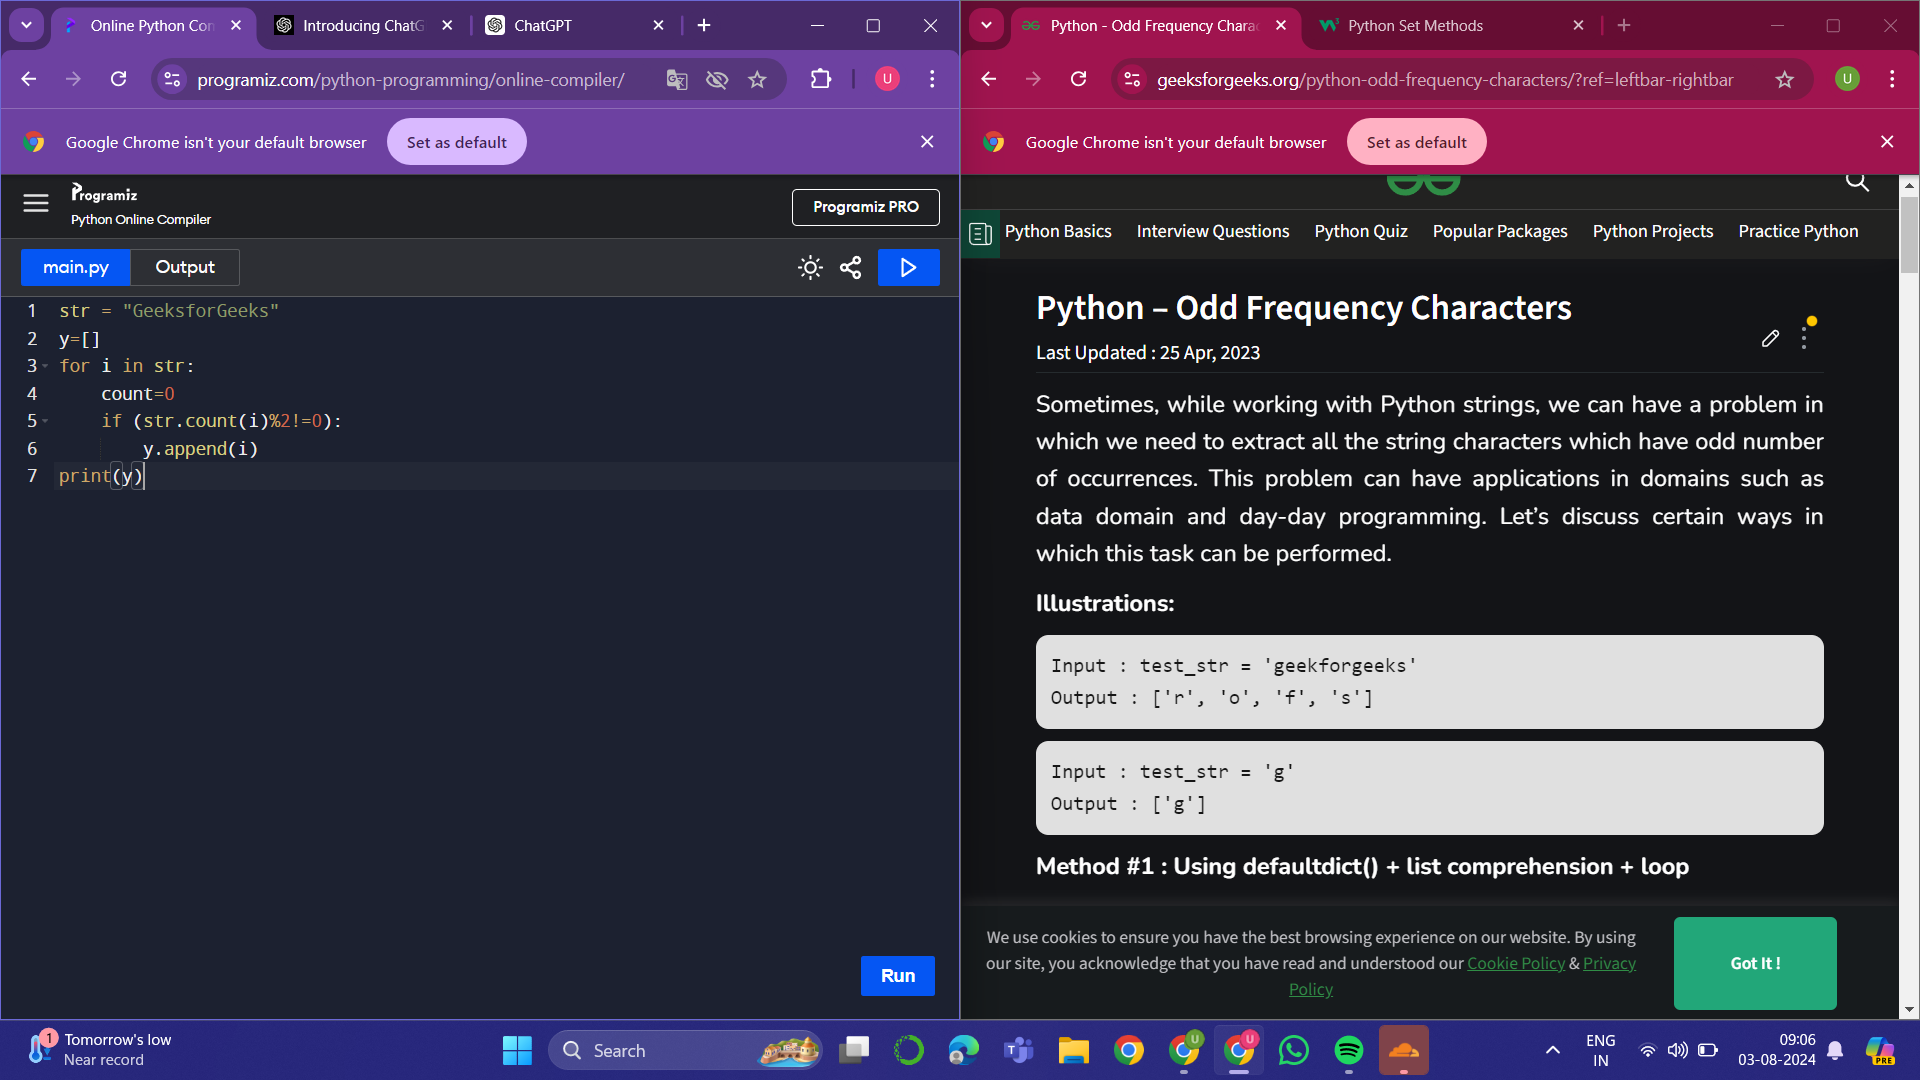 Online Python Con
Introducing ChatG
ChatGPT
programiz.com/python-programming/online-compiler/
U
Google Chrome isn't your default browser
Set as default
Programiz
Python Online Compiler
Programiz PRO
main.py
Output
1 str = "GeeksforGeeks"
2 y=[]
3 for i in str:
4 count=0
5 if (str.count(i)%2!=0):
6 y.append(i)
7 print(y)
Run
Python - Odd Frequency Charac
Python Set Methods
geeksforgeeks.org/python-odd-frequency-characters/?ref=leftbar-rightbar
U
Google Chrome isn't your default browser
Set as default
Python Basics
Interview Questions
Python Quiz
Popular Packages
Python Projects
Practice Python
Python – Odd Frequency Characters
Last Updated : 25 Apr, 2023
Sometimes, while working with Python strings, we can have a problem in
which we need to extract all the string characters which have odd number
of occurrences. This problem can have applications in domains such as
data domain and day-day programming. Let’s discuss certain ways in
which this task can be performed.
Illustrations:
Input : test_str = 'geekforgeeks'
Output : ['r', 'o', 'f', 's']
Input : test_str = 'g'
Output : ['g']
Method #1 : Using defaultdict() + list comprehension + loop
We use cookies to ensure you have the best browsing experience on our website. By using
our site, you acknowledge that you have read and understood our Cookie Policy & Privacy
Policy
Got It !
1
Tomorrow's low
Near record
Search
U
U
ENG
IN
09:06
03-08-2024
PRE